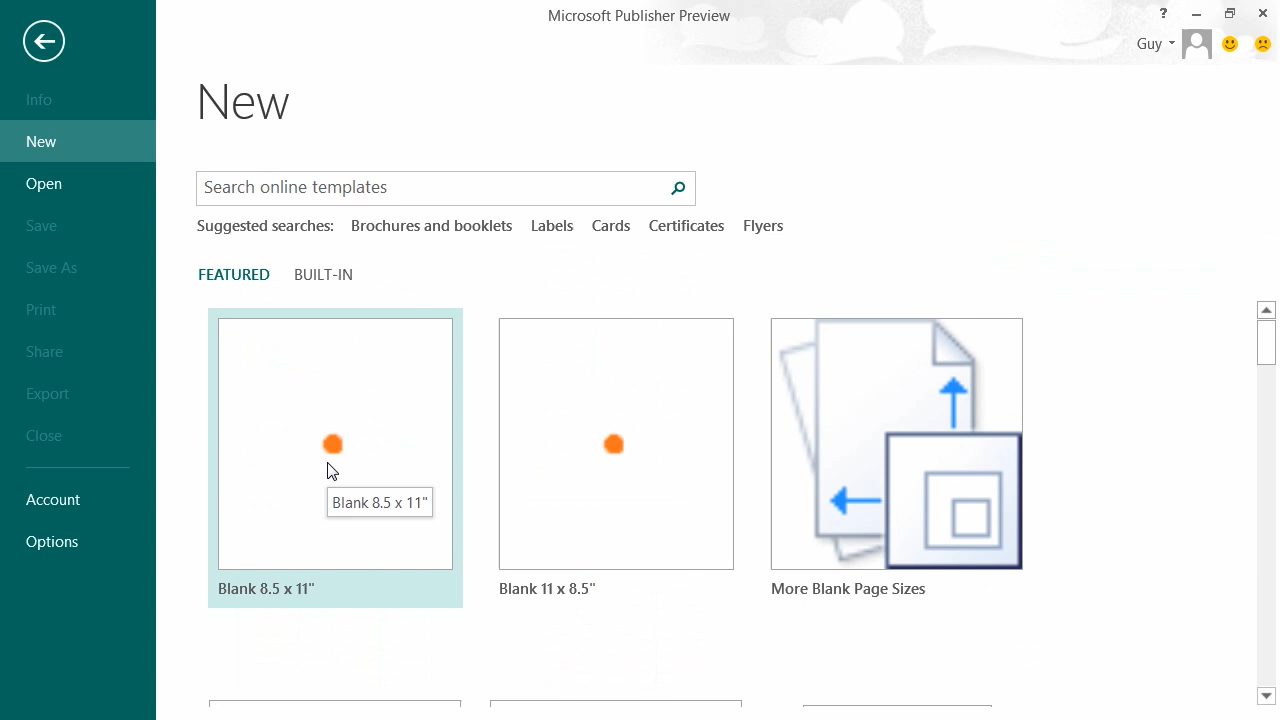 Microsoft Publisher Preview
?
Guy
Info
New
Open
Save
Save As
Print
Share
Export
Close
Account
Options
New
Search online templates
Suggested searches: Brochures and booklets Labels Cards Certificates Flyers
FEATURED BUILT-IN
Blank 8.5 x 11"
Blank 8.5 x 11" Blank 11 x 8.5" More Blank Page Sizes